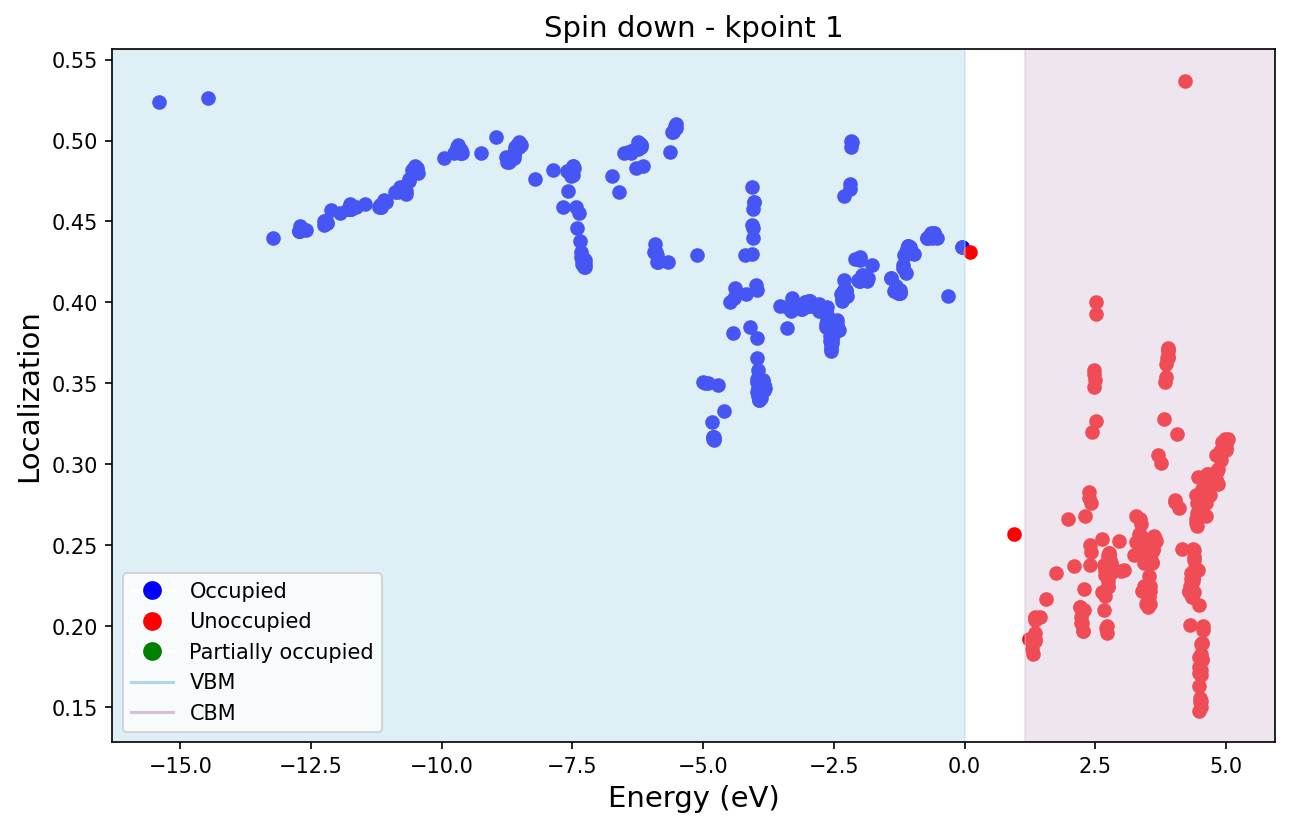 Spin down - kpoint 1
0.55
0.50
0.45
0.40
0.35
0.30
0.25
0.20
0.15
Localization
Occupied
Unoccupied
Partially occupied
VBM
CBM
−15.0 −12.5 −10.0 −7.5 −5.0 −2.5 0.0 2.5 5.0
Energy (eV)